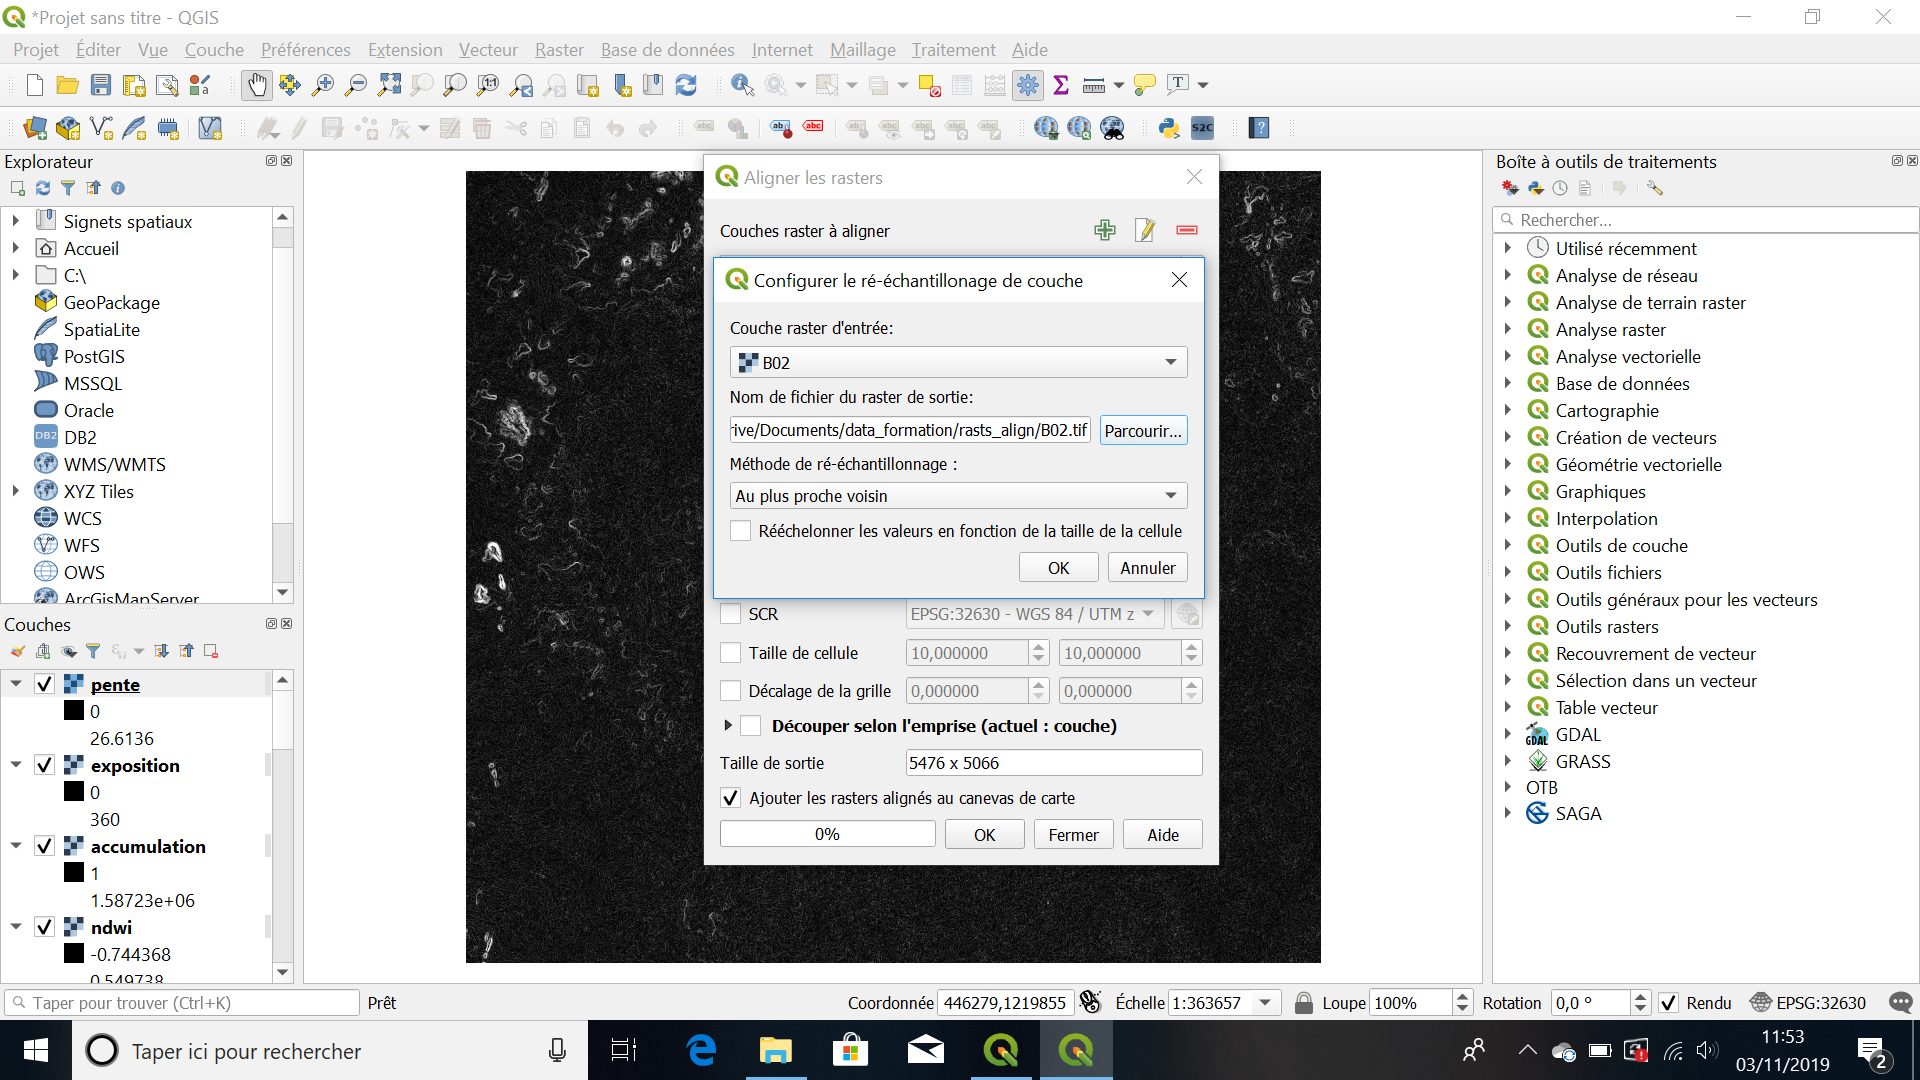 *Projet sans titre - QGIS
Projet Éditer Vue Couche Préférences Extension Vecteur Raster Base de données Internet Maillage Traitement Aide
Explorateur
Signets spatiaux
Accueil
C:\
GeoPackage
SpatiaLite
PostGIS
MSSQL
Oracle
DB2
WMS/WMTS
XYZ Tiles
WCS
WFS
OWS
ArcGisMapServer
Couches
pente
0
26.6136
exposition
0
360
accumulation
1
1.58723e+06
ndwi
-0.744368
0.549738
Aligner les rasters
Couches raster à aligner
Configurer le ré-échantillonage de couche
Couche raster d'entrée:
B02
Nom de fichier du raster de sortie:
rive/Documents/data_formation/rasts_align/B02.tif Parcourir...
Méthode de ré-échantillonnage :
Au plus proche voisin
Rééchelonner les valeurs en fonction de la taille de la cellule
OK Annuler
SCR EPSG:32630 - WGS 84 / UTM z
Taille de cellule 10,000000 10,000000
Décalage de la grille 0,000000 0,000000
Découper selon l'emprise (actuel : couche)
Taille de sortie 5476 x 5066
Ajouter les rasters alignés au canevas de carte
0% OK Fermer Aide
Boîte à outils de traitements
Rechercher...
Utilisé récemment
Analyse de réseau
Analyse de terrain raster
Analyse raster
Analyse vectorielle
Base de données
Cartographie
Création de vecteurs
Géométrie vectorielle
Graphiques
Interpolation
Outils de couche
Outils fichiers
Outils généraux pour les vecteurs
Outils rasters
Recouvrement de vecteur
Sélection dans un vecteur
Table vecteur
GDAL
GRASS
OTB
SAGA
Taper pour trouver (Ctrl+K) Prêt Coordonnée 446279,1219855 Échelle 1:363657 Loupe 100% Rotation 0,0 ° Rendu EPSG:32630
Taper ici pour rechercher
11:53
03/11/2019
2